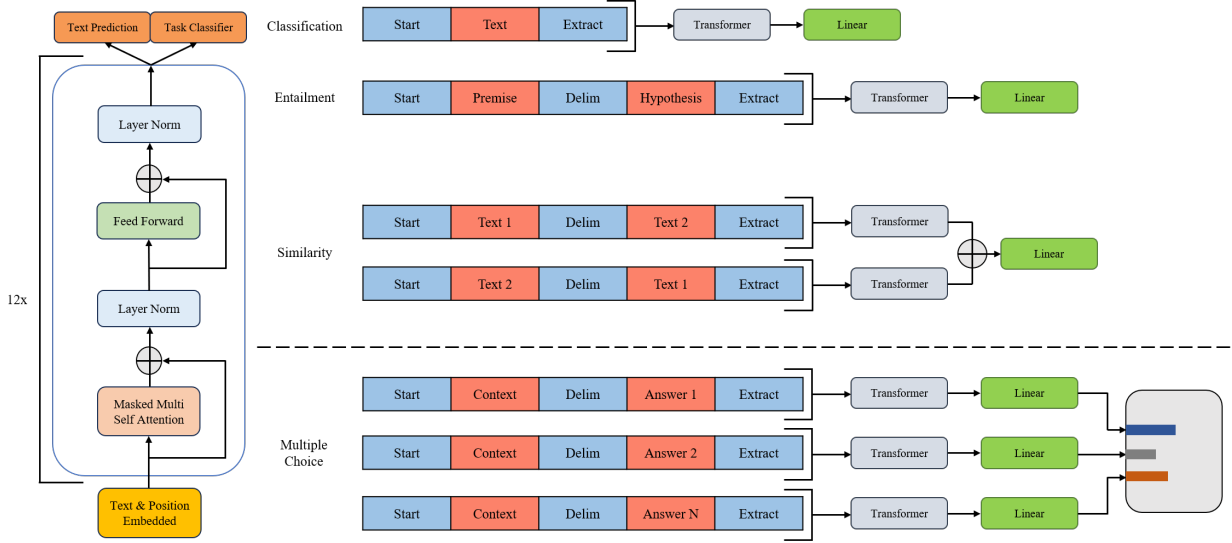 Text Prediction
Task Classifier
12x
Layer Norm
Feed Forward
Layer Norm
Masked Multi
Self Attention
Text & Position
Embedded
Classification
Start
Text
Extract
Transformer
Linear
Entailment
Start
Premise
Delim
Hypothesis
Extract
Transformer
Linear
Similarity
Start
Text 1
Delim
Text 2
Extract
Transformer
Start
Text 2
Delim
Text 1
Extract
Transformer
Linear
Multiple
Choice
Start
Context
Delim
Answer 1
Extract
Transformer
Linear
Start
Context
Delim
Answer 2
Extract
Transformer
Linear
Start
Context
Delim
Answer N
Extract
Transformer
Linear